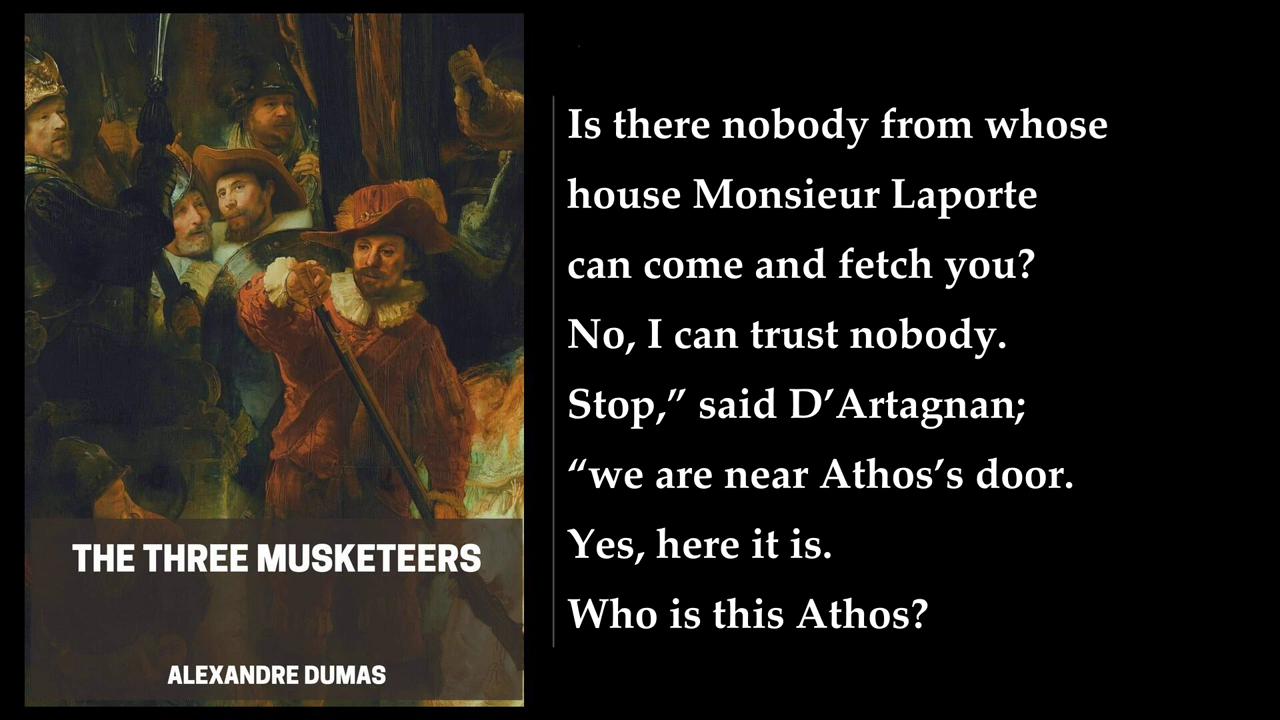 THE THREE MUSKETEERS
ALEXANDRE DUMAS
Is there nobody from whose
house Monsieur Laporte
can come and fetch you?
No, I can trust nobody.
Stop,” said D’Artagnan;
“we are near Athos’s door.
Yes, here it is.
Who is this Athos?